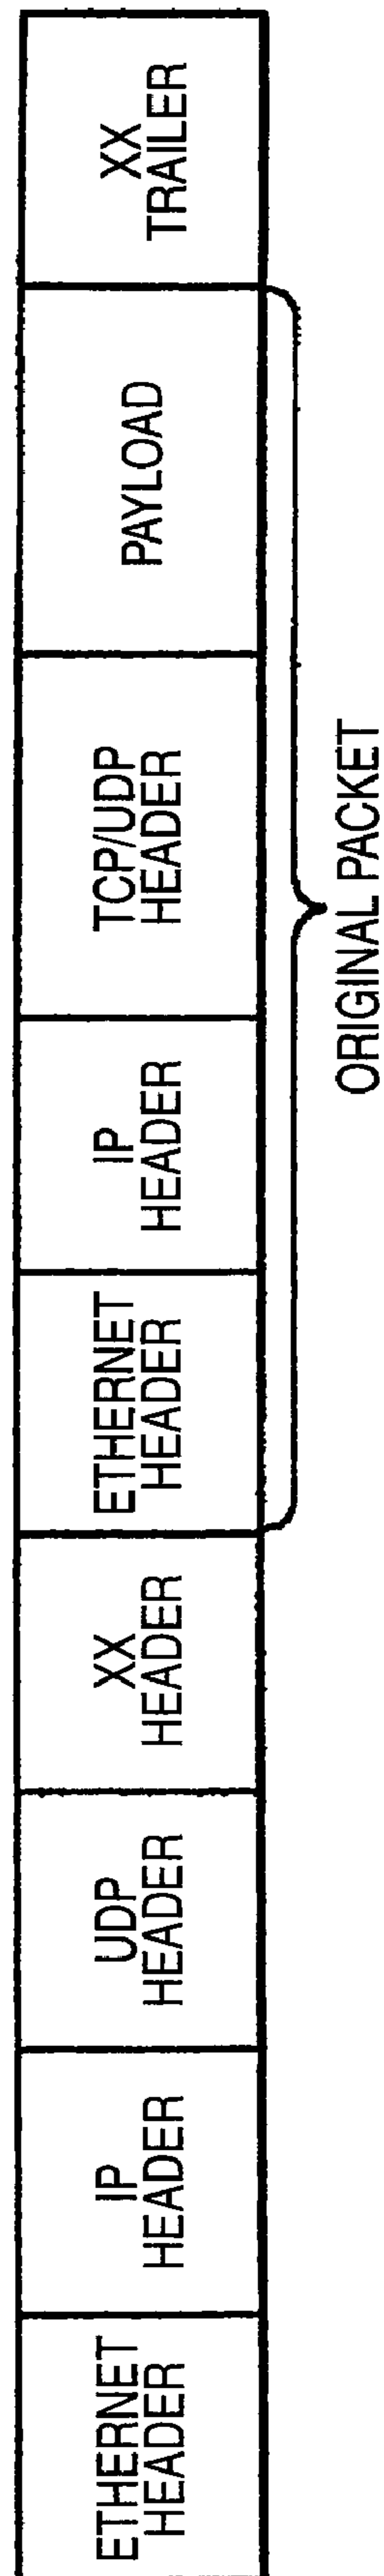 ETHERNET
HEADER
IP
HEADER
UDP
HEADER
XX
HEADER
ETHERNET
HEADER
IP
HEADER
TCP/UDP
HEADER
PAYLOAD
XX
TRAILER
ORIGINAL PACKET